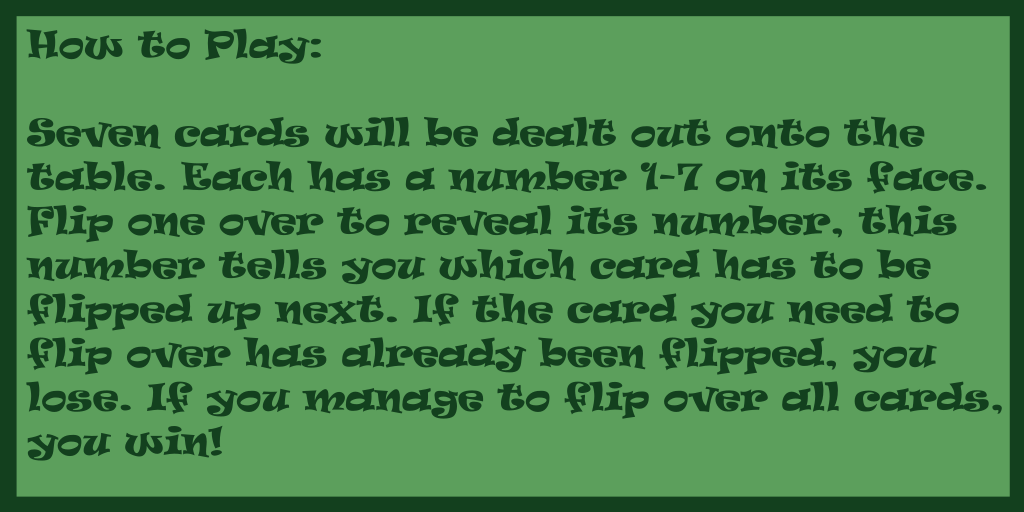 How to Play:
Seven cards will be dealt out onto the
table. Each has a number 1-7 on its face.
Flip one over to reveal its number, this
number tells you which card has to be
flipped up next. If the card you need to
flip over has already been flipped, you
lose. If you manage to flip over all cards,
you win!